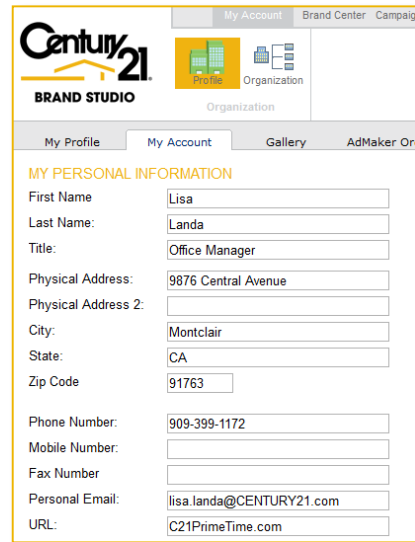 My Account Brand Center Campaig
Century 21
BRAND STUDIO
Profile Organization
Organization
My Profile My Account Gallery AdMaker Or
MY PERSONAL INFORMATION
First Name Lisa
Last Name: Landa
Title: Office Manager
Physical Address: 9876 Central Avenue
Physical Address 2:
City: Montclair
State: CA
Zip Code 91763
Phone Number: 909-399-1172
Mobile Number:
Fax Number
Personal Email: lisa.landa@CENTURY21.com
URL: C21PrimeTime.com